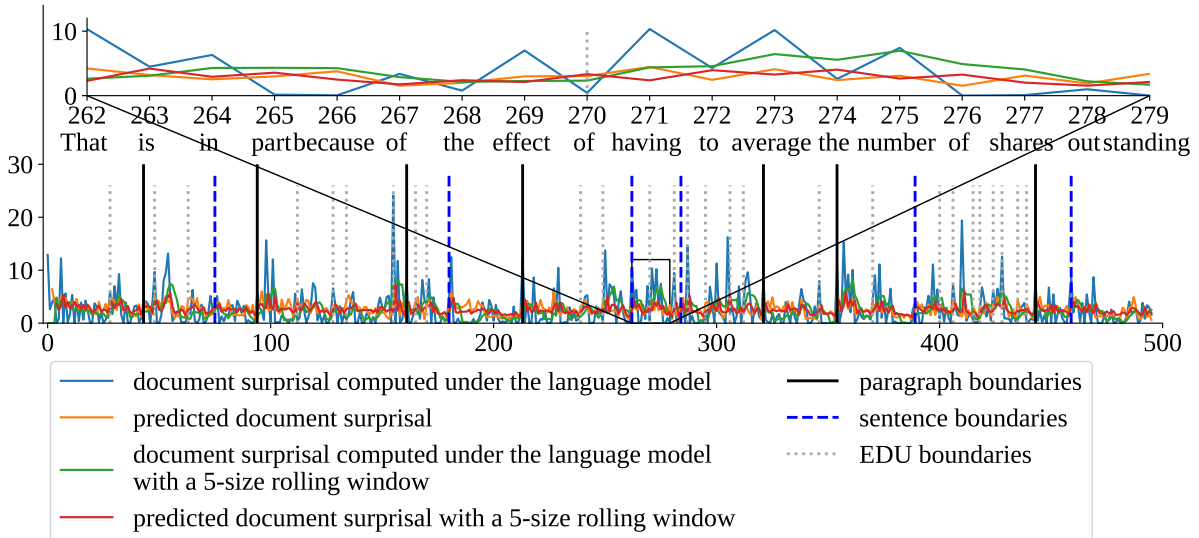 10
0
262 263 264 265 266 267 268 269 270 271 272 273 274 275 276 277 278 279
That is in part because of the effect of having to average the number of shares out standing
30
20
10
0
0 100 200 300 400 500
document surprisal computed under the language model
predicted document surprisal
document surprisal computed under the language model
with a 5-size rolling window
predicted document surprisal with a 5-size rolling window
paragraph boundaries
sentence boundaries
EDU boundaries